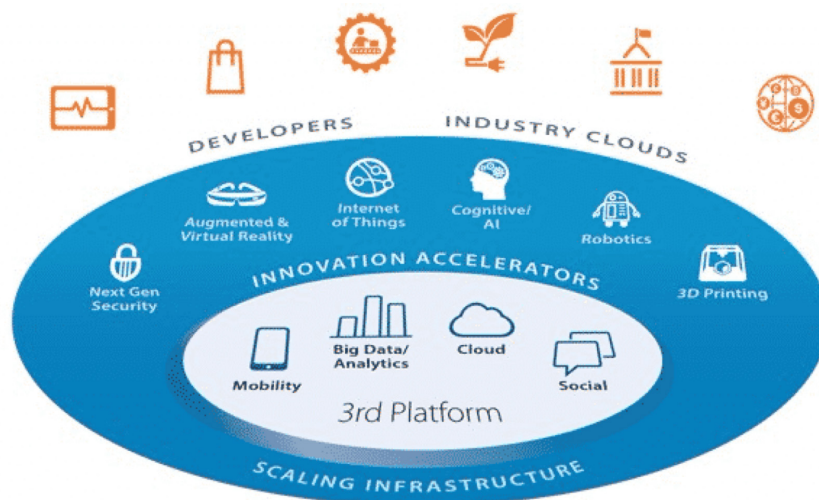 DEVELOPERS
INDUSTRY CLOUDS
Augmented &
Virtual Reality
Internet
of Things
Cognitive/
AI
Robotics
Next Gen
Security
3D Printing
INNOVATION ACCELERATORS
Mobility
Big Data/
Analytics
Cloud
Social
3rd Platform
SCALING INFRASTRUCTURE